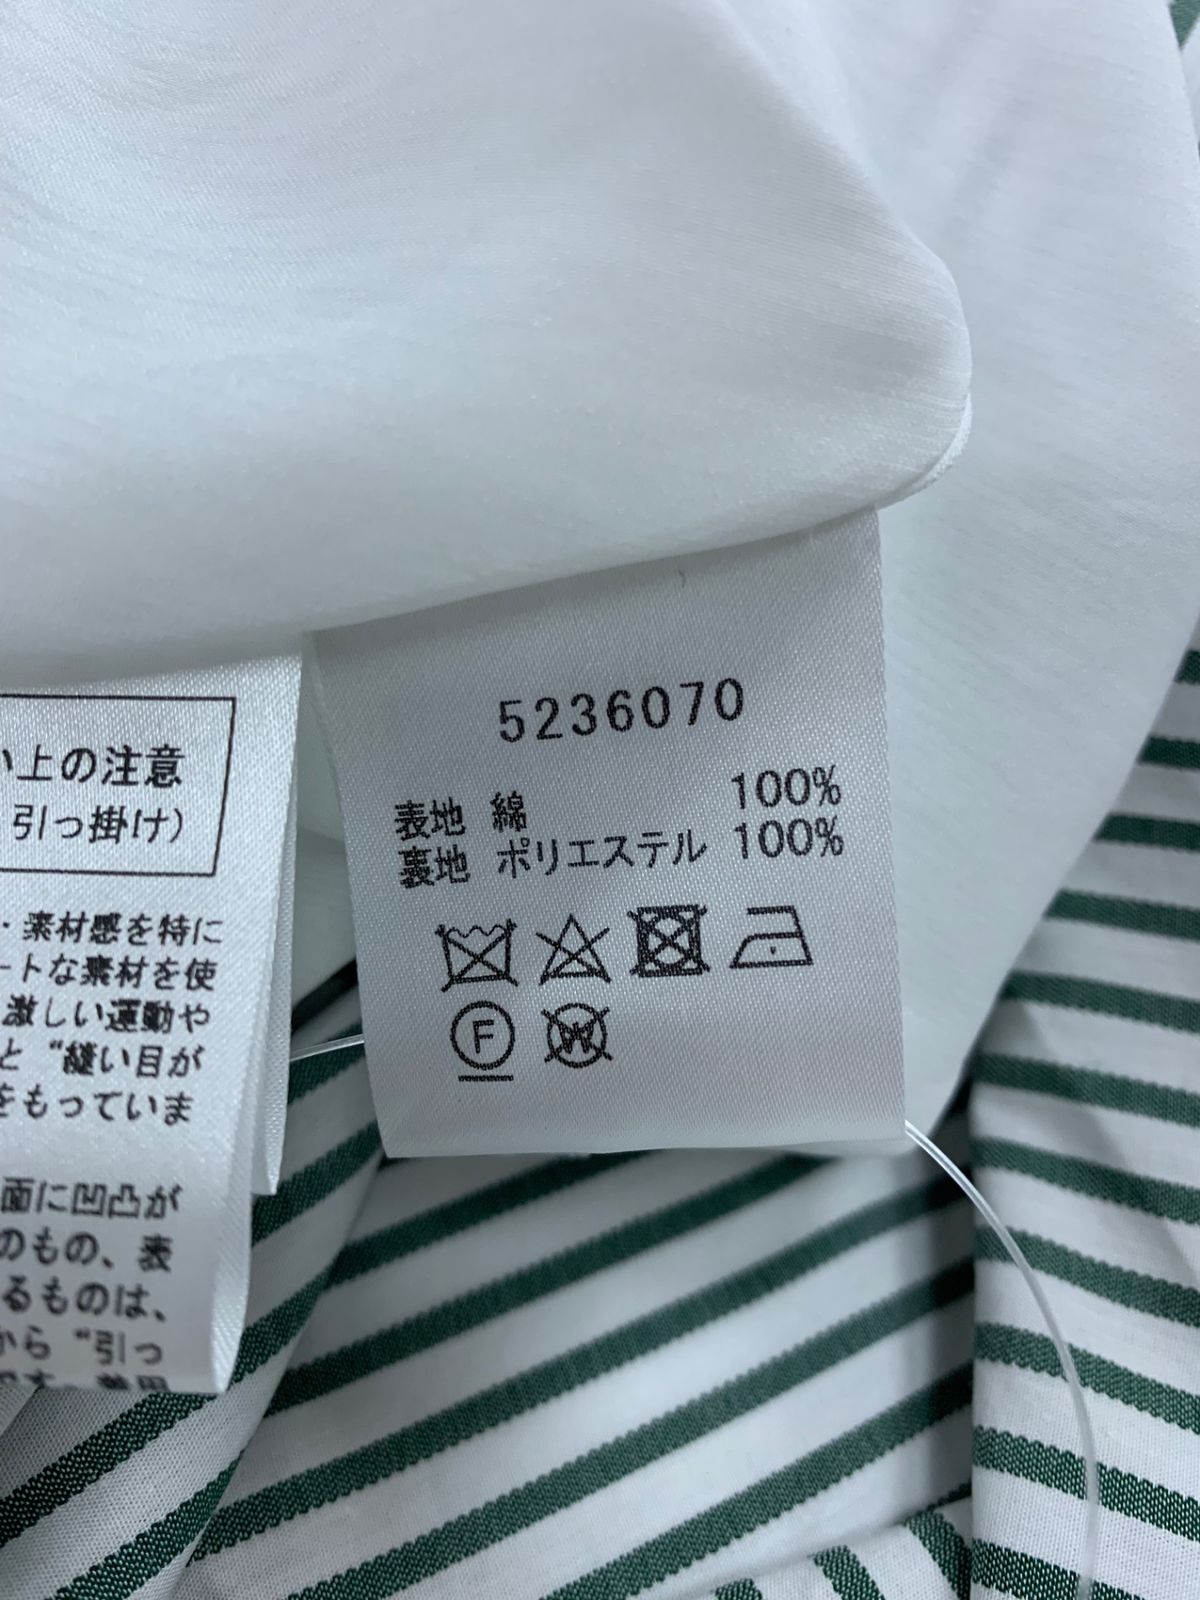 い上の注意
引っ掛け)
・素材感を特に
ートな素材を使
激しい運動や
と“縫い目が
をもっていま
面に凹凸が
のもの、表
るものは、
から“引っ
5236070
表地 綿 100%
裏地 ポリエステル 100%
F
W